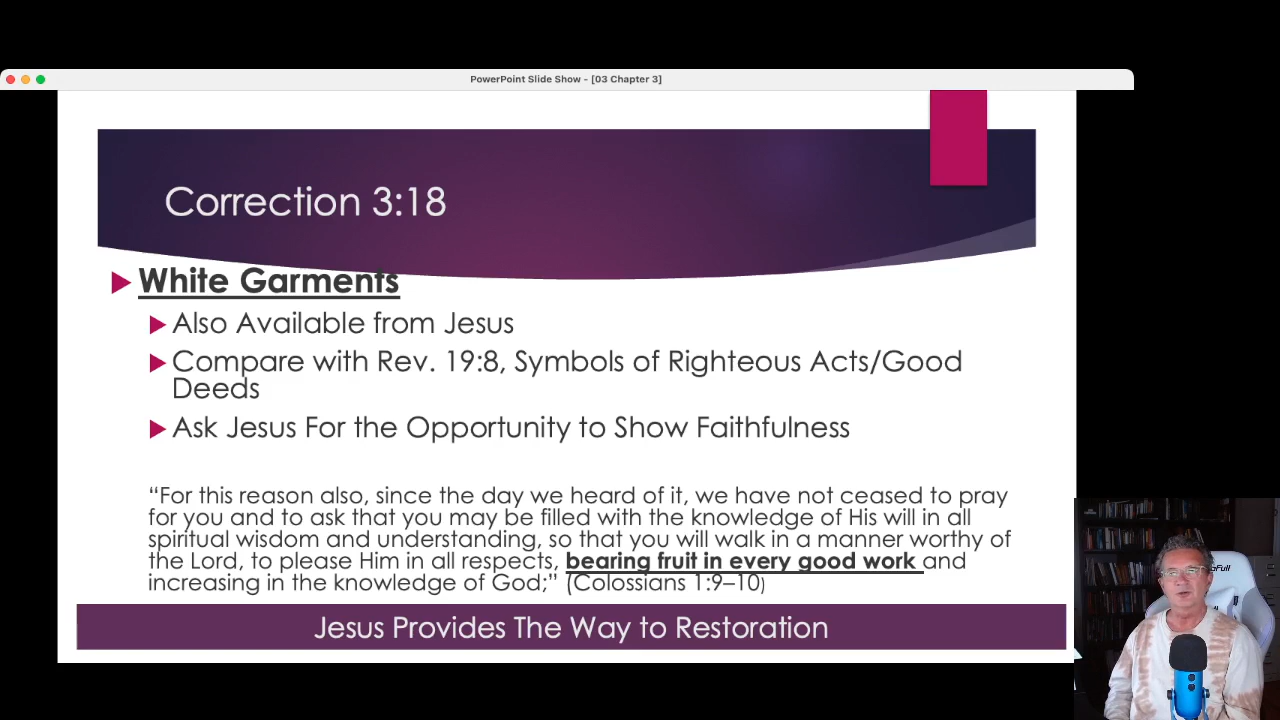 PowerPoint Slide Show - [03 Chapter 3]
Correction 3:18
White Garments
Also Available from Jesus
Compare with Rev. 19:8, Symbols of Righteous Acts/Good
Deeds
Ask Jesus For the Opportunity to Show Faithfulness
“For this reason also, since the day we heard of it, we have not ceased to pray
for you and to ask that you may be filled with the knowledge of His will in all
spiritual wisdom and understanding, so that you will walk in a manner worthy of
the Lord, to please Him in all respects, bearing fruit in every good work and
increasing in the knowledge of God;” (Colossians 1:9–10)
Jesus Provides The Way to Restoration